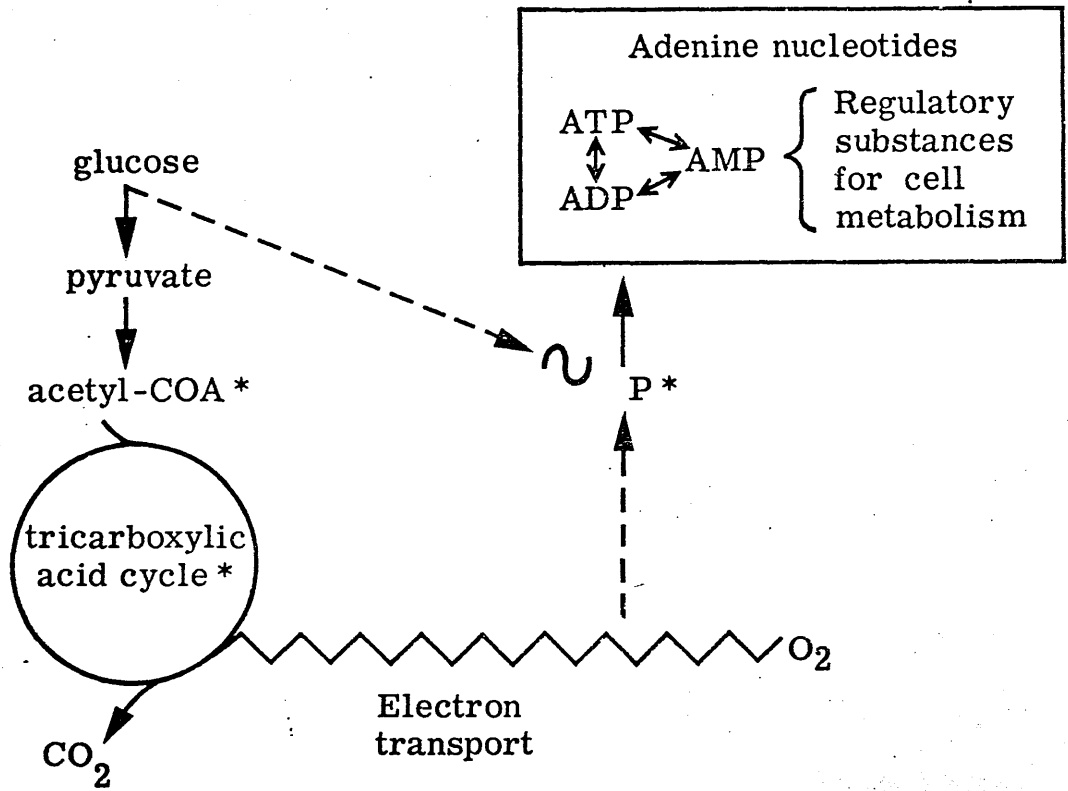 Adenine nucleotides
ATP
AMP
ADP
Regulatory
substances
for cell
metabolism
glucose
pyruvate
acetyl-COA *
~ P *
tricarboxylic
acid cycle *
O2
Electron
transport
CO2